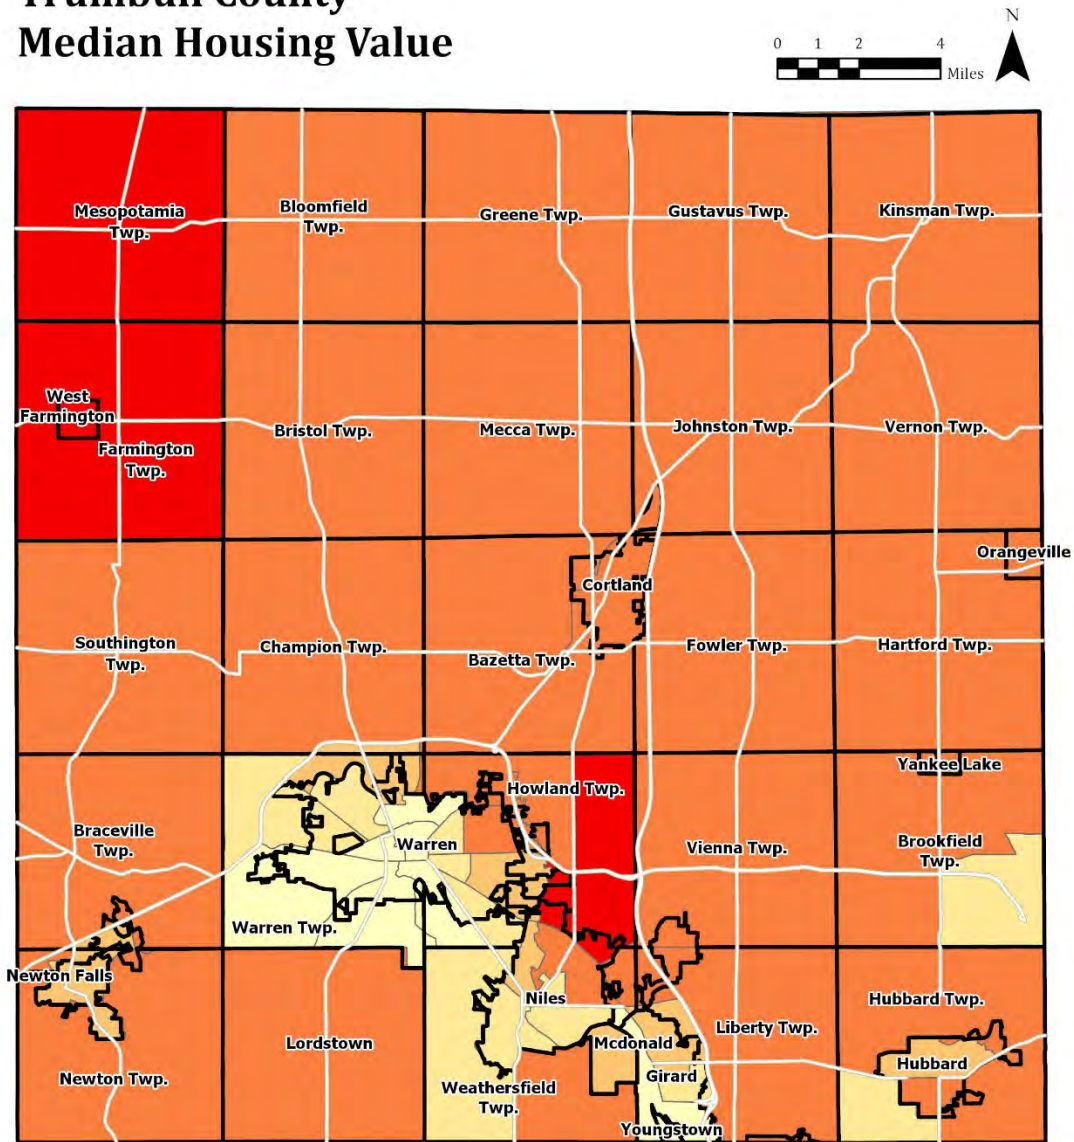 Trumbull County
Median Housing Value
N
0 1 2 4
Miles
Mesopotamia
Twp.
Bloomfield
Twp.
Greene Twp.
Gustavus Twp.
Kinsman Twp.
West
Farmington
Farmington
Twp.
Bristol Twp.
Mecca Twp.
Johnston Twp.
Vernon Twp.
Orangeville
Cortland
Southington
Twp.
Champion Twp.
Bazetta Twp.
Fowler Twp.
Hartford Twp.
Yankee Lake
Howland Twp.
Braceville
Twp.
Warren
Vienna Twp.
Brookfield
Twp.
Warren Twp.
Newton Falls
Niles
Hubbard Twp.
Liberty Twp.
Lordstown
Mcdonald
Hubbard
Girard
Newton Twp.
Weathersfield
Twp.
Youngstown